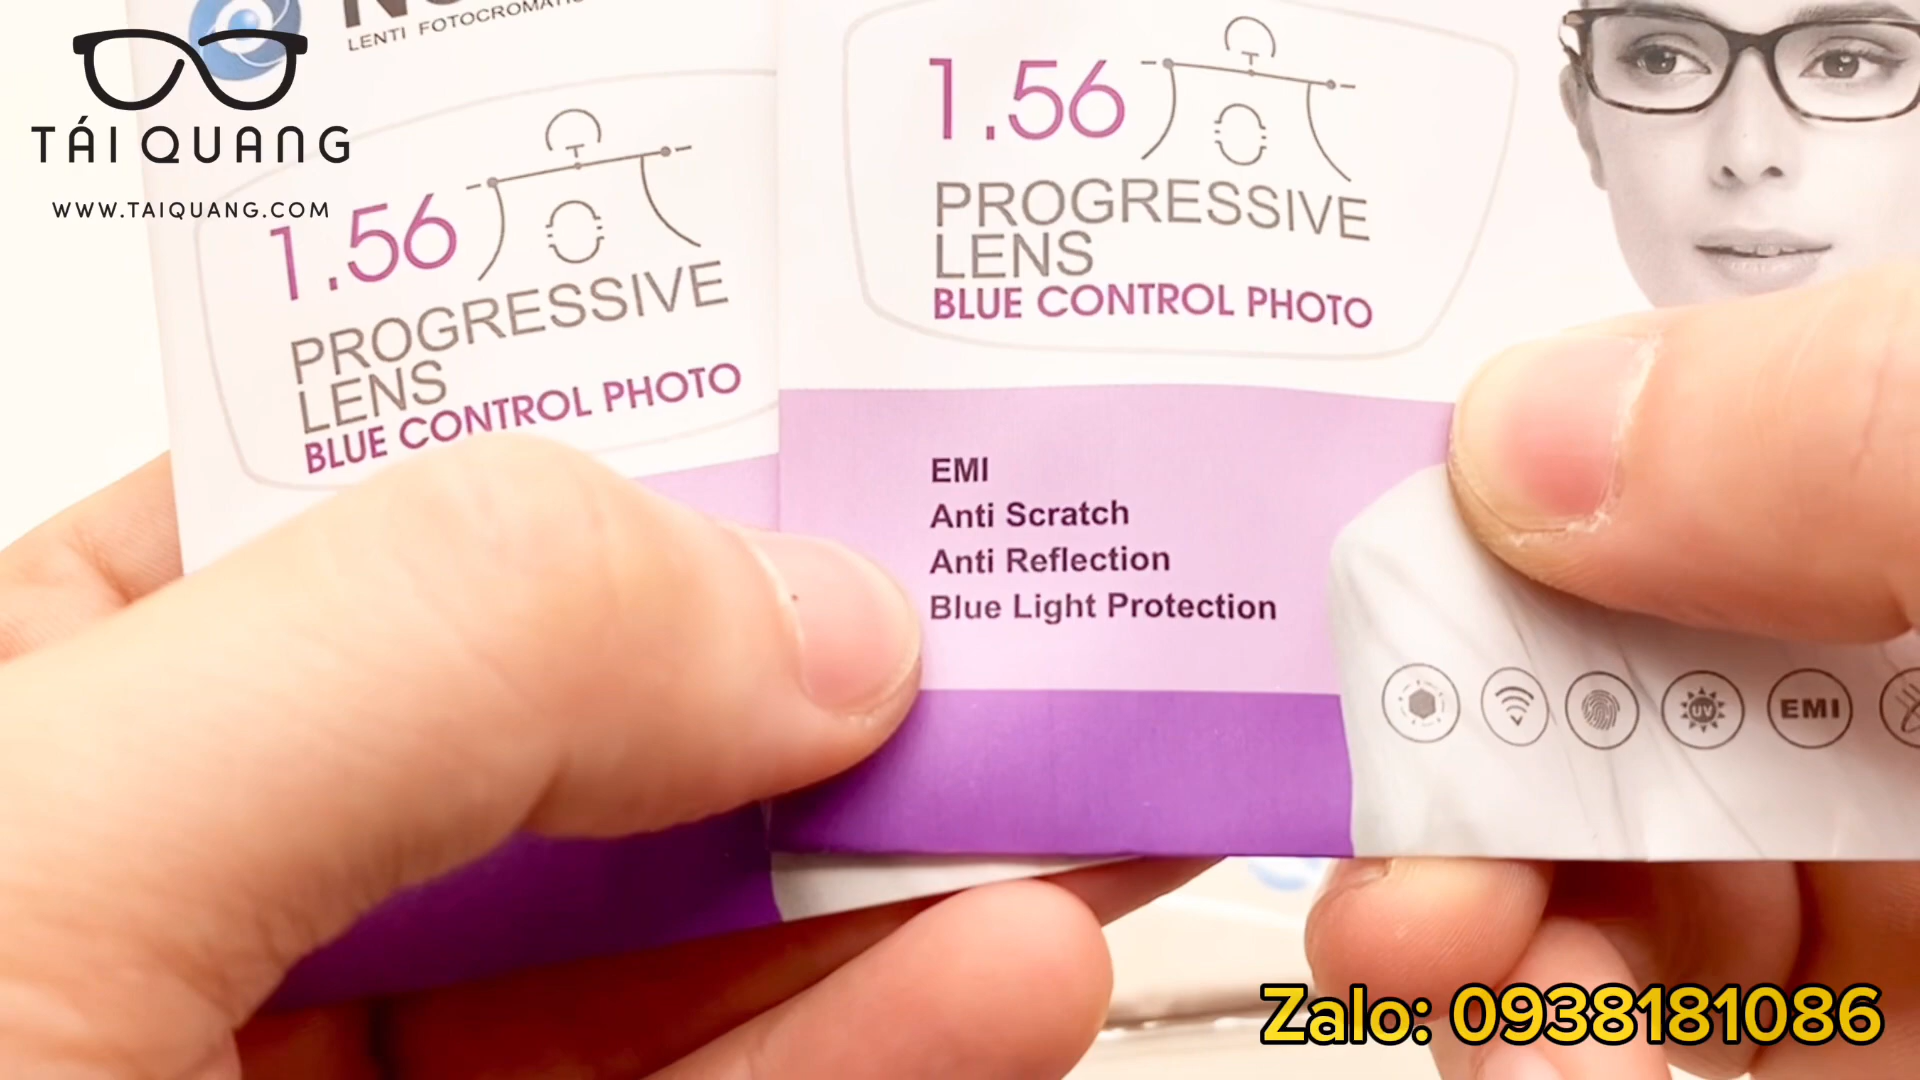 TÁI QUANG
WWW.TAIQUANG.COM
LENTI
1.56
PROGRESSIVE
LENS
BLUE CONTROL PHOTO
1.56
PROGRESSIVE
LENS
BLUE CONTROL PHOTO
EMI
Anti Scratch
Anti Reflection
Blue Light Protection
UV
EMI
Zalo: 0938181086